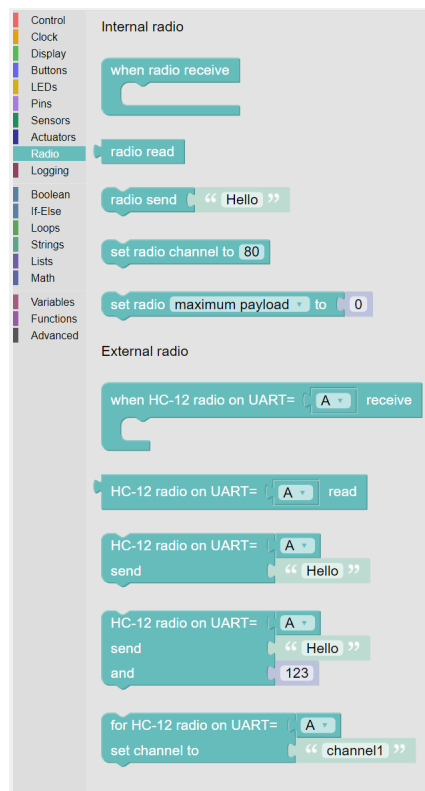 Control
Clock
Display
Buttons
LEDs
Pins
Sensors
Actuators
Radio
Logging
Boolean
If-Else
Loops
Strings
Lists
Math
Variables
Functions
Advanced
Internal radio
when radio receive
radio read
radio send “ Hello ”
set radio channel to 80
set radio maximum payload to 0
External radio
when HC-12 radio on UART= A receive
HC-12 radio on UART= A read
HC-12 radio on UART= A
send “ Hello ”
HC-12 radio on UART= A
send “ Hello ”
and 123
for HC-12 radio on UART= A
set channel to “ channel1 ”